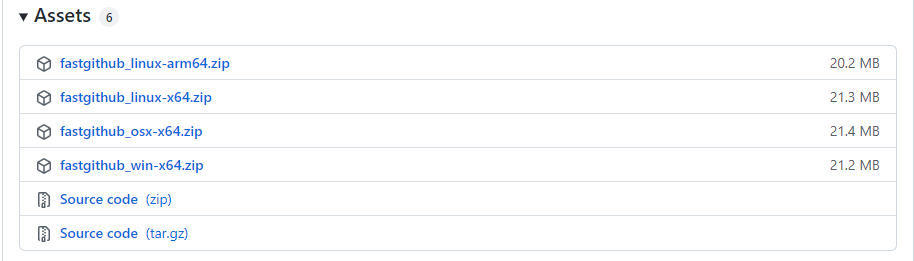 Assets 6
fastgithub_linux-arm64.zip 20.2 MB
fastgithub_linux-x64.zip 21.3 MB
fastgithub_osx-x64.zip 21.4 MB
fastgithub_win-x64.zip 21.2 MB
Source code (zip)
Source code (tar.gz)